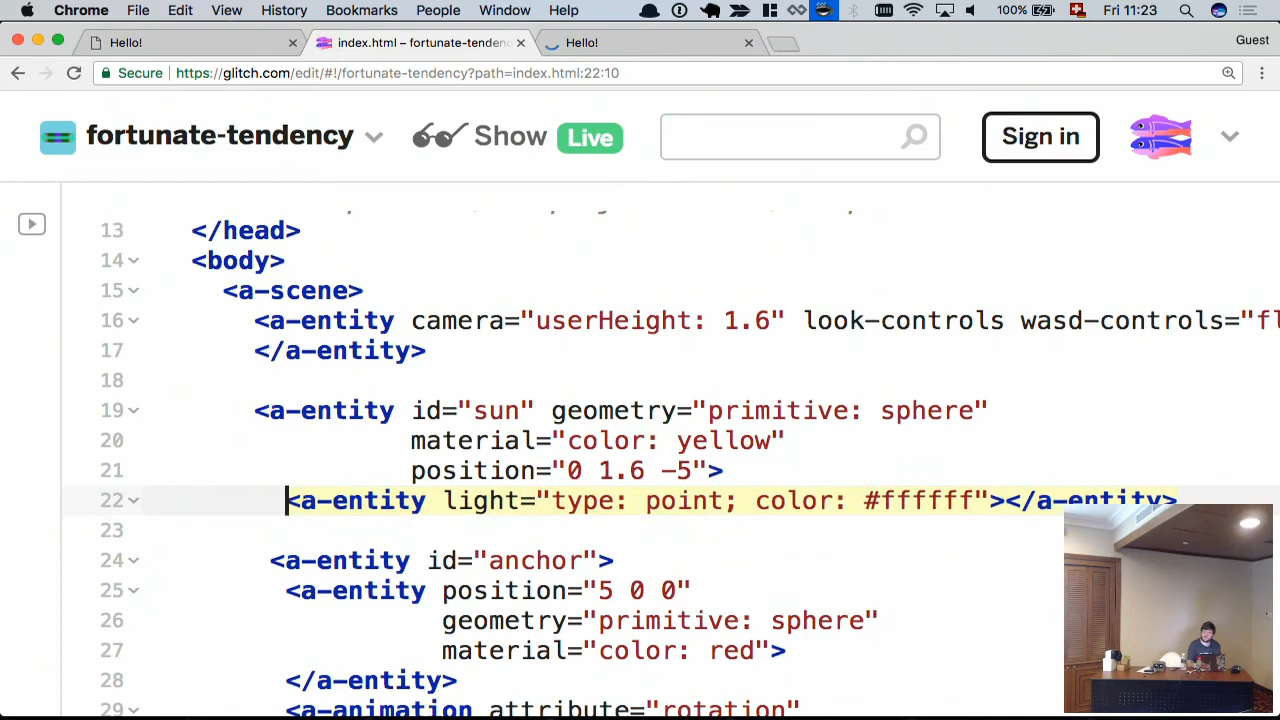 Chrome File Edit View History Bookmarks People Window Help 100% Fri 11:23
Hello! index.html – fortunate-tendenc Hello! Guest
Secure https://glitch.com/edit/#!/fortunate-tendency?path=index.html:22:10
fortunate-tendency Show Live Sign in
13 </head>
14 <body>
15 <a-scene>
16 <a-entity camera="userHeight: 1.6" look-controls wasd-controls="fl
17 </a-entity>
18
19 <a-entity id="sun" geometry="primitive: sphere"
20 material="color: yellow"
21 position="0 1.6 -5">
22 <a-entity light="type: point; color: #ffffff"></a-entity>
23
24 <a-entity id="anchor">
25 <a-entity position="5 0 0"
26 geometry="primitive: sphere"
27 material="color: red">
28 </a-entity>
29 <a-animation attribute="rotation"